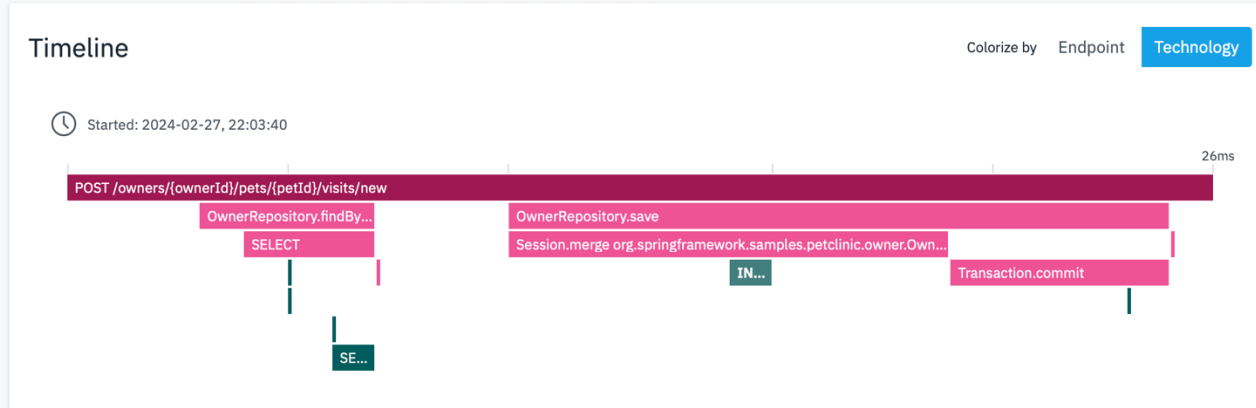 Timeline
Colorize by Endpoint Technology
Started: 2024-02-27, 22:03:40
26ms
POST /owners/{ownerId}/pets/{petId}/visits/new
OwnerRepository.findBy... OwnerRepository.save
SELECT Session.merge org.springframework.samples.petclinic.owner.Own...
IN... Transaction.commit
SE...